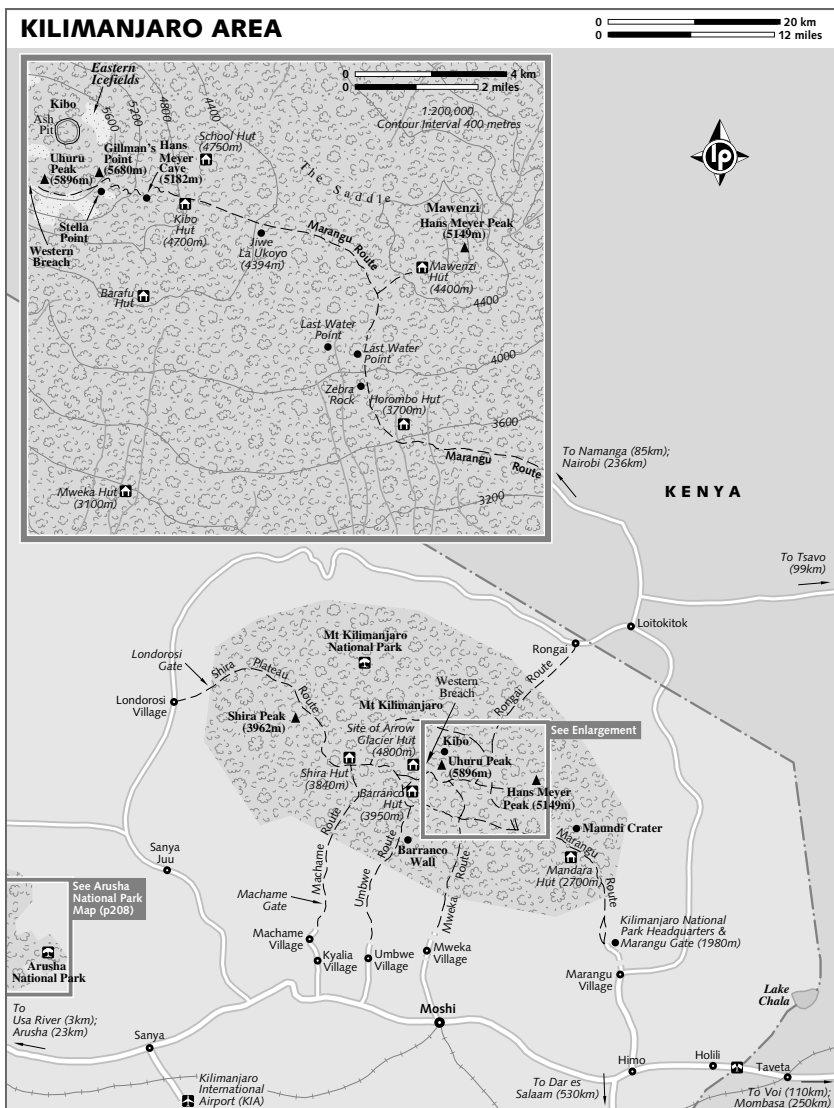 KILIMANJARO AREA
0 20 km
0 12 miles
Eastern
Icefields
Kibo
Ash
Pit
5600
5200
4800
4400
0 4 km
0 2 miles
1:200,000
Contour Interval 400 metres
School Hut
(4750m)
Uhuru
Peak
(5896m)
Gillman's
Point
(5680m)
Hans
Meyer
Cave
(5182m)
The Saddle
Mawenzi
Hans Meyer Peak
(5149m)
Stella
Point
Western
Breach
Kibo
Hut
(4700m)
Jiwe
La Ukoyo
(4394m)
Marangu Route
Mawenzi
Hut
(4400m)
4400
Barafu
Hut
Last Water
Point
Last Water
Point
4000
Zebra
Rock
Horombo Hut
(3700m)
3600
Marangu Route
Mweka Hut
(3100m)
3200
lp
To Namanga (85km);
Nairobi (236km)
KENYA
To Tsavo
(99km)
Loitokitok
Rongai
Rongai Route
Londorosi
Gate
Londorosi
Village
Shira Plateau Route
Mt Kilimanjaro
National Park
Western
Breach
Mt Kilimanjaro
Shira Peak
(3962m)
Site of Arrow
Glacier Hut
(4800m)
Kibo
Uhuru Peak
(5896m)
See Enlargement
Shira Hut
(3840m)
Barranco
Hut
(3950m)
Hans Meyer
Peak (5149m)
Maundi Crater
Barranco
Wall
Marangu Route
Mandara
Hut (2700m)
Sanya
Juu
Machame Route
Umbwe Route
Mweka Route
Machame
Gate
See Arusha
National Park
Map (p208)
Arusha
National Park
Machame
Village
Kyalia
Village
Umbwe
Village
Mweka
Village
Kilimanjaro National
Park Headquarters &
Marangu Gate (1980m)
Marangu
Village
Lake
Chala
To
Usa River (3km);
Arusha (23km)
Sanya
Moshi
Himo
Holili
Taveta
Kilimanjaro
International
Airport (KIA)
To Dar es
Salaam (530km)
To Voi (110km);
Mombasa (250km)